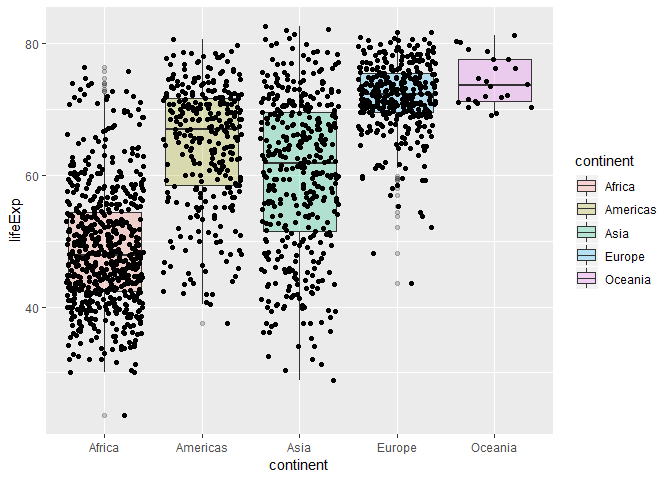 80
60
40
lifeExp
Africa
Americas
Asia
Europe
Oceania
continent
continent
Africa
Americas
Asia
Europe
Oceania